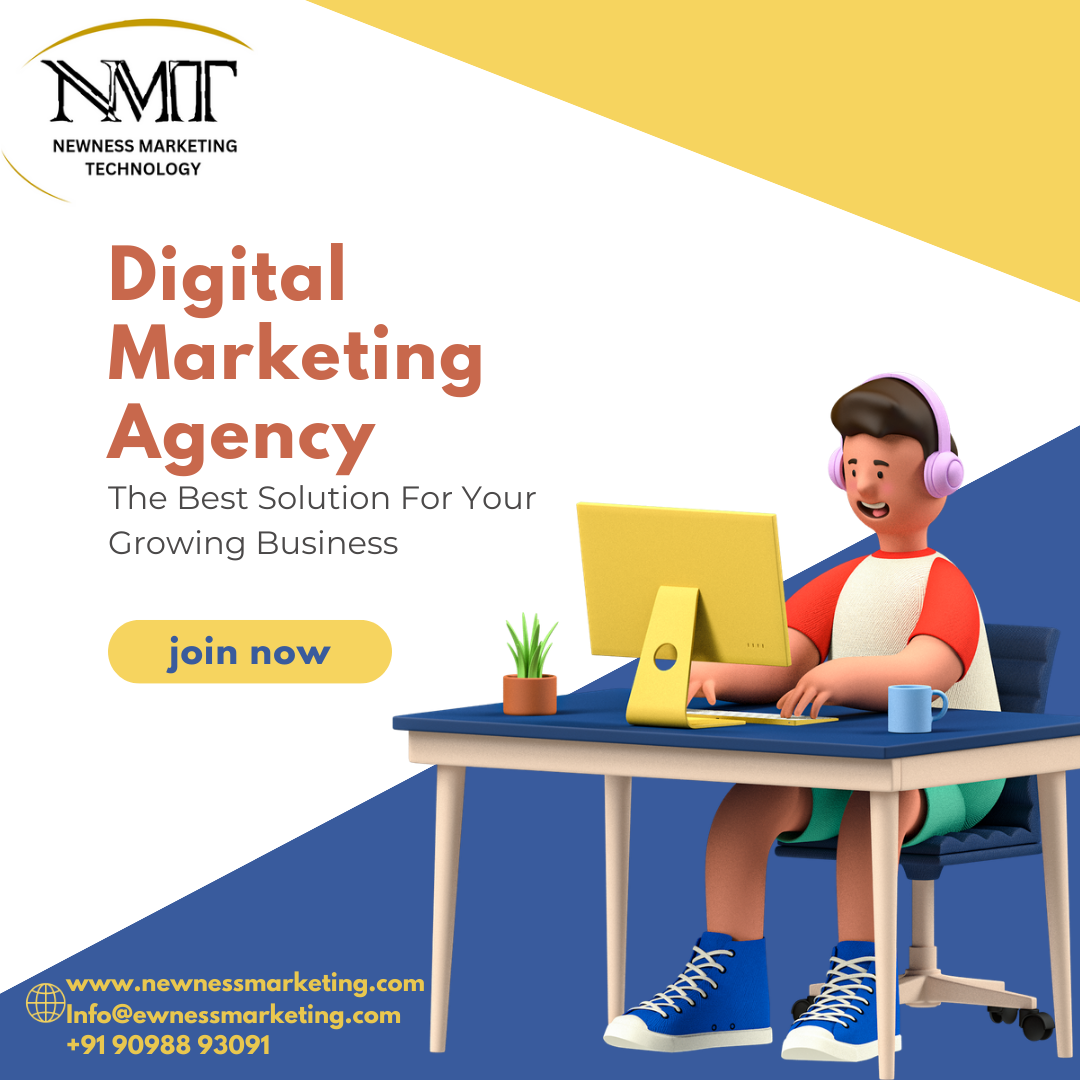 NMT
NEWNESS MARKETING
TECHNOLOGY
Digital
Marketing
Agency
The Best Solution For Your
Growing Business
join now
www.newnessmarketing.com
Info@ewnessmarketing.com
+91 90988 93091